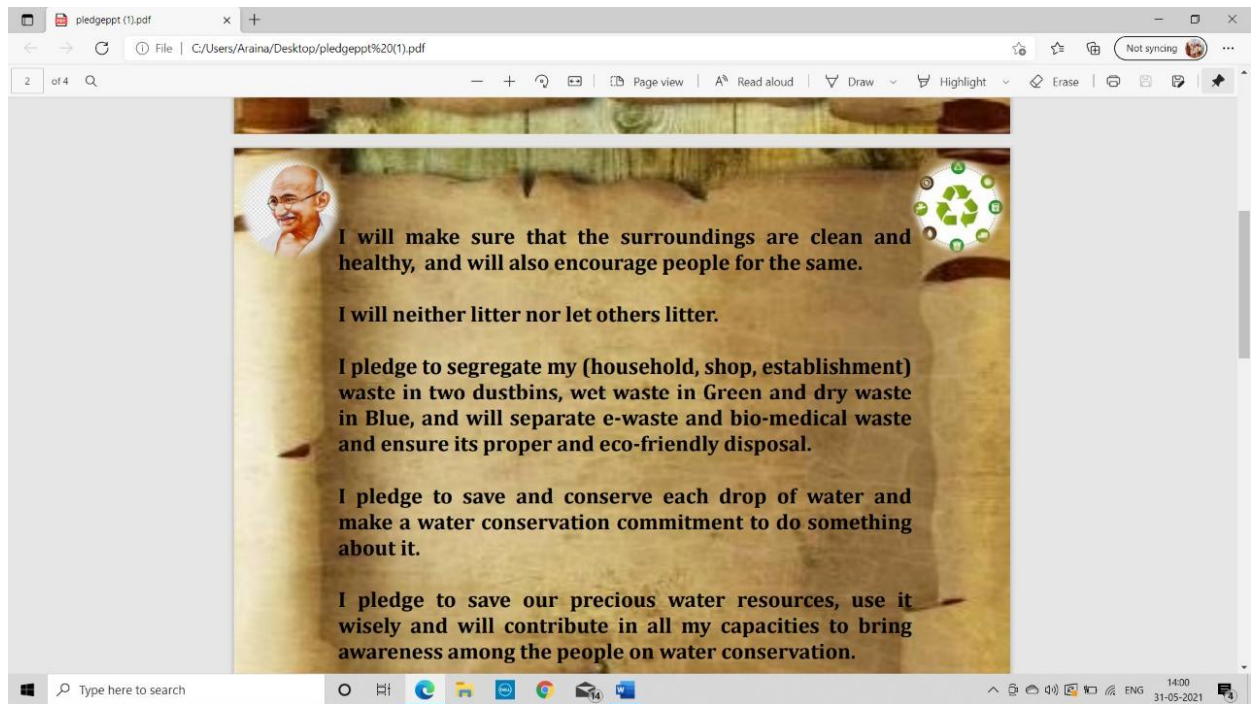 pledgeppt (1).pdf
File | C:/Users/Araina/Desktop/pledgeppt%20(1).pdf
Not syncing
2 of 4
Page view
Read aloud
Draw
Highlight
Erase
I will make sure that the surroundings are clean and
healthy, and will also encourage people for the same.
I will neither litter nor let others litter.
I pledge to segregate my (household, shop, establishment)
waste in two dustbins, wet waste in Green and dry waste
in Blue, and will separate e-waste and bio-medical waste
and ensure its proper and eco-friendly disposal.
I pledge to save and conserve each drop of water and
make a water conservation commitment to do something
about it.
I pledge to save our precious water resources, use it
wisely and will contribute in all my capacities to bring
awareness among the people on water conservation.
Type here to search
14
ENG
14:00
31-05-2021
4